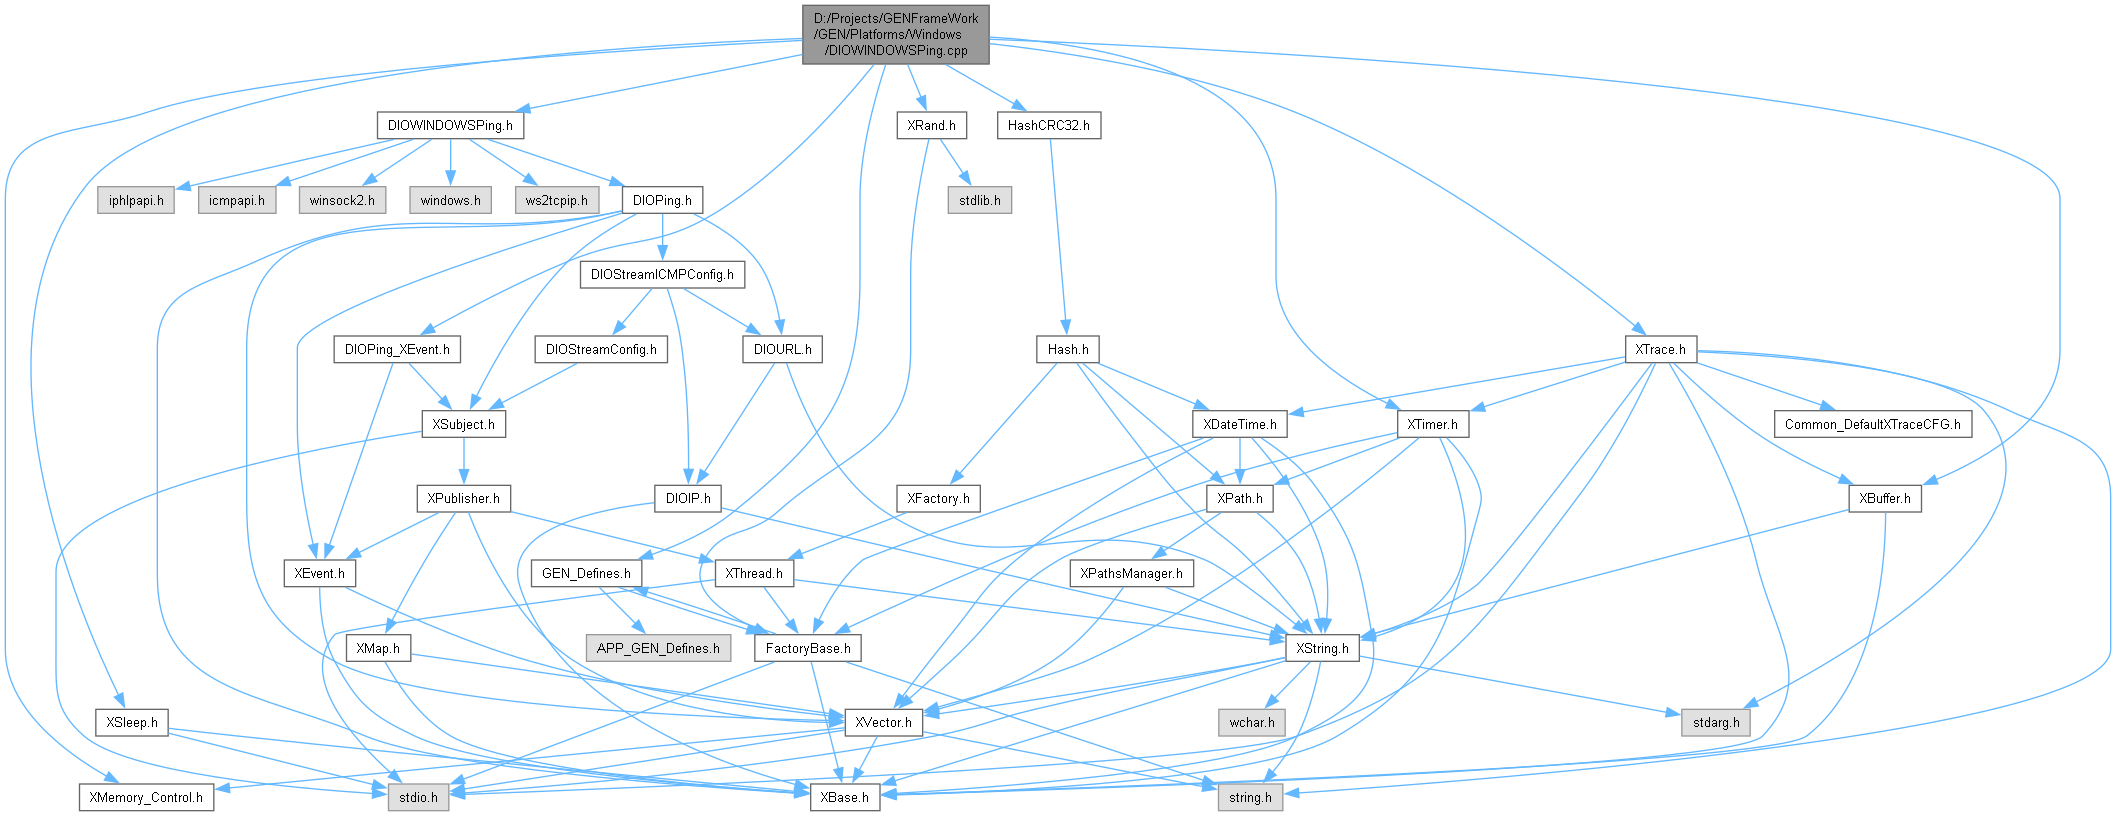 D:/Projects/GENFrameWork
/GEN/Platforms/Windows
/DIOWINDOWSPing.cpp
DIOWINDOWSPing.h
XRand.h
HashCRC32.h
iphlpapi.h
icmpapi.h
winsock2.h
windows.h
ws2tcpip.h
DIOPing.h
stdlib.h
DIOStreamICMPConfig.h
DIOPing_XEvent.h
DIOStreamConfig.h
DIOURL.h
Hash.h
XTrace.h
XSubject.h
XDateTime.h
XTimer.h
Common_DefaultXTraceCFG.h
XPublisher.h
DIOIP.h
XFactory.h
XPath.h
XBuffer.h
XEvent.h
GEN_Defines.h
XThread.h
XPathsManager.h
XMap.h
APP_GEN_Defines.h
FactoryBase.h
XString.h
XSleep.h
XVector.h
wchar.h
stdarg.h
XMemory_Control.h
stdio.h
XBase.h
string.h